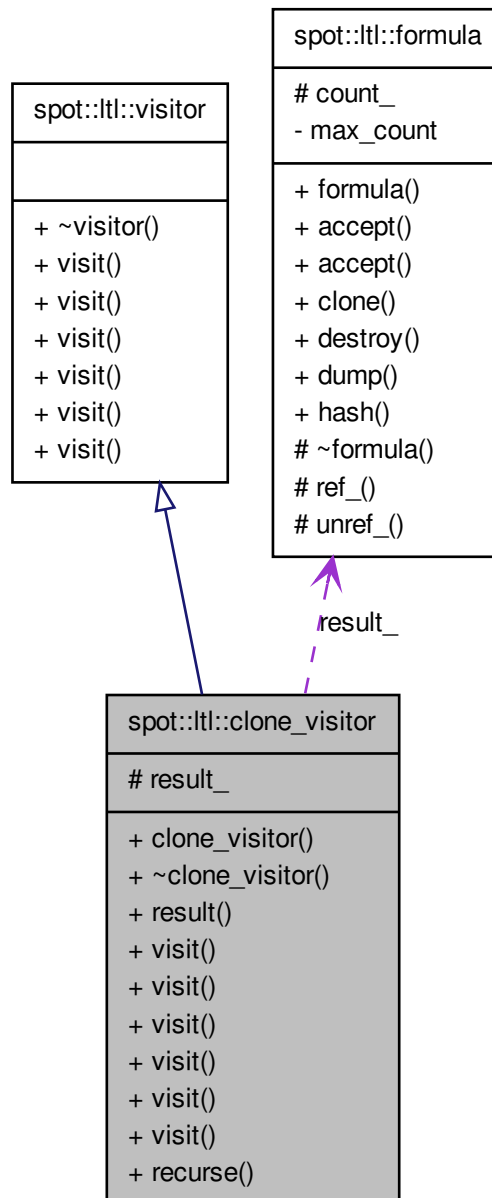 spot::ltl::formula
# count_
- max_count
+ formula()
+ accept()
+ accept()
+ clone()
+ destroy()
+ dump()
+ hash()
# ~formula()
# ref_()
# unref_()
spot::ltl::visitor
+ ~visitor()
+ visit()
+ visit()
+ visit()
+ visit()
+ visit()
+ visit()
result_
spot::ltl::clone_visitor
# result_
+ clone_visitor()
+ ~clone_visitor()
+ result()
+ visit()
+ visit()
+ visit()
+ visit()
+ visit()
+ visit()
+ recurse()